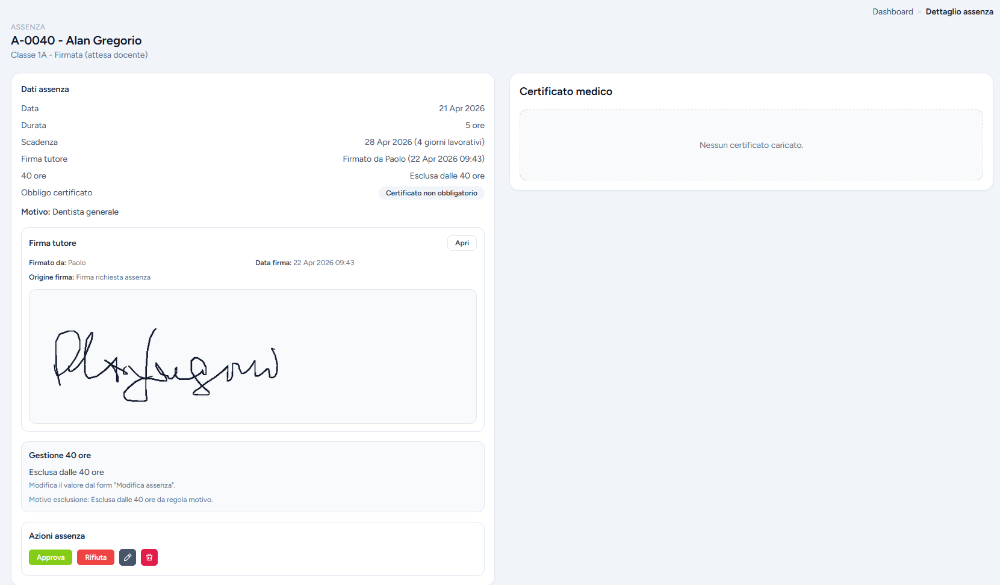 Dashboard > Dettaglio assenza
ASSENZA
A-0040 - Alan Gregorio
Classe 1A - Firmata (attesa docente)
Dati assenza
Data 21 Apr 2026
Durata 5 ore
Scadenza 28 Apr 2026 (4 giorni lavorativi)
Firma tutore Firmato da Paolo (22 Apr 2026 09:43)
40 ore Esclusa dalle 40 ore
Obbligo certificato Certificato non obbligatorio
Motivo: Dentista generale
Firma tutore Apri
Firmato da: Paolo Data firma: 22 Apr 2026 09:43
Origine firma: Firma richiesta assenza
Gestione 40 ore
Esclusa dalle 40 ore
Modifica il valore dal form "Modifica assenza".
Motivo esclusione: Esclusa dalle 40 ore da regola motivo.
Azioni assenza
Approva Rifiuta
Certificato medico
Nessun certificato caricato.